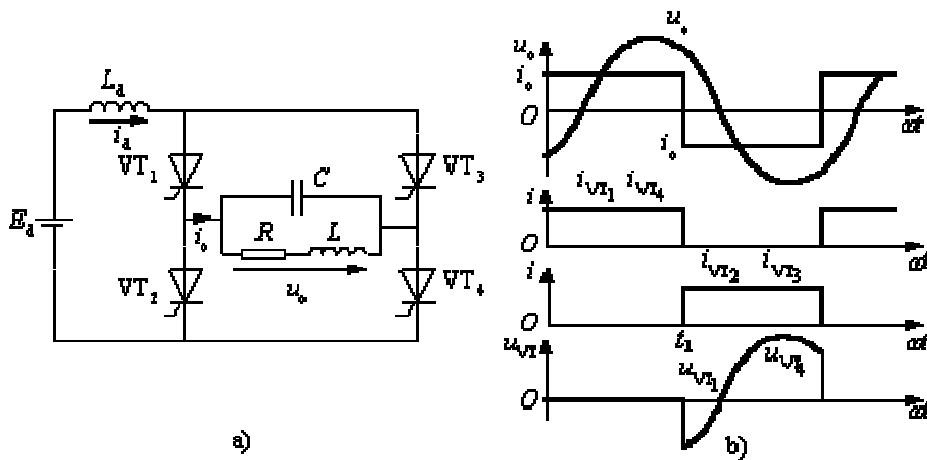 L_d
i_d
VT_1
VT_3
C
E_d
i_o
R
L
VT_2
u_o
VT_4
a)
u_o
u_o
i_o
O
i_o
ωt
i
i_VT1 i_VT4
O
ωt
i
i_VT2 i_VT3
O
t_1
ωt
u_VT
u_VT1
u_VT4
O
ωt
b)